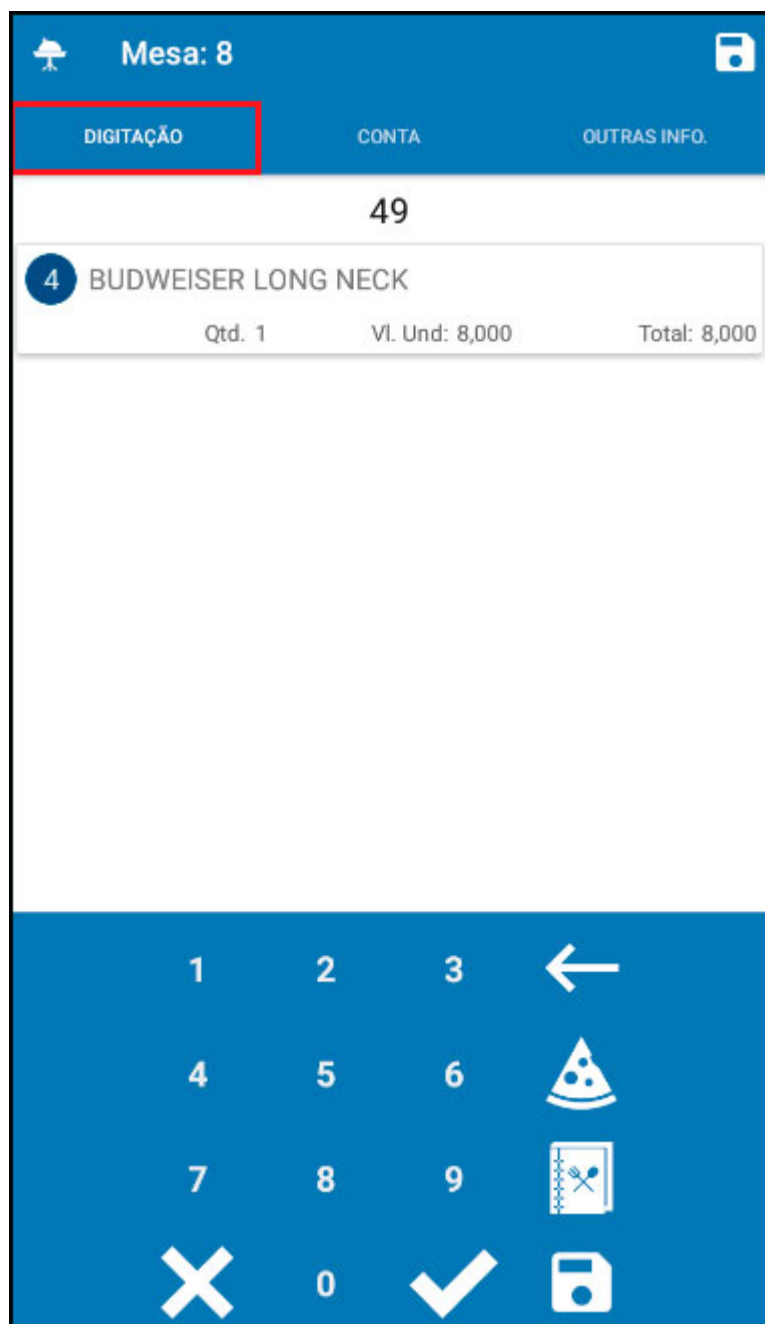 Mesa: 8
DIGITAÇÃO CONTA OUTRAS INFO.
49
4 BUDWEISER LONG NECK
Qtd. 1 Vl. Und: 8,000 Total: 8,000
1 2 3
4 5 6
7 8 9
0